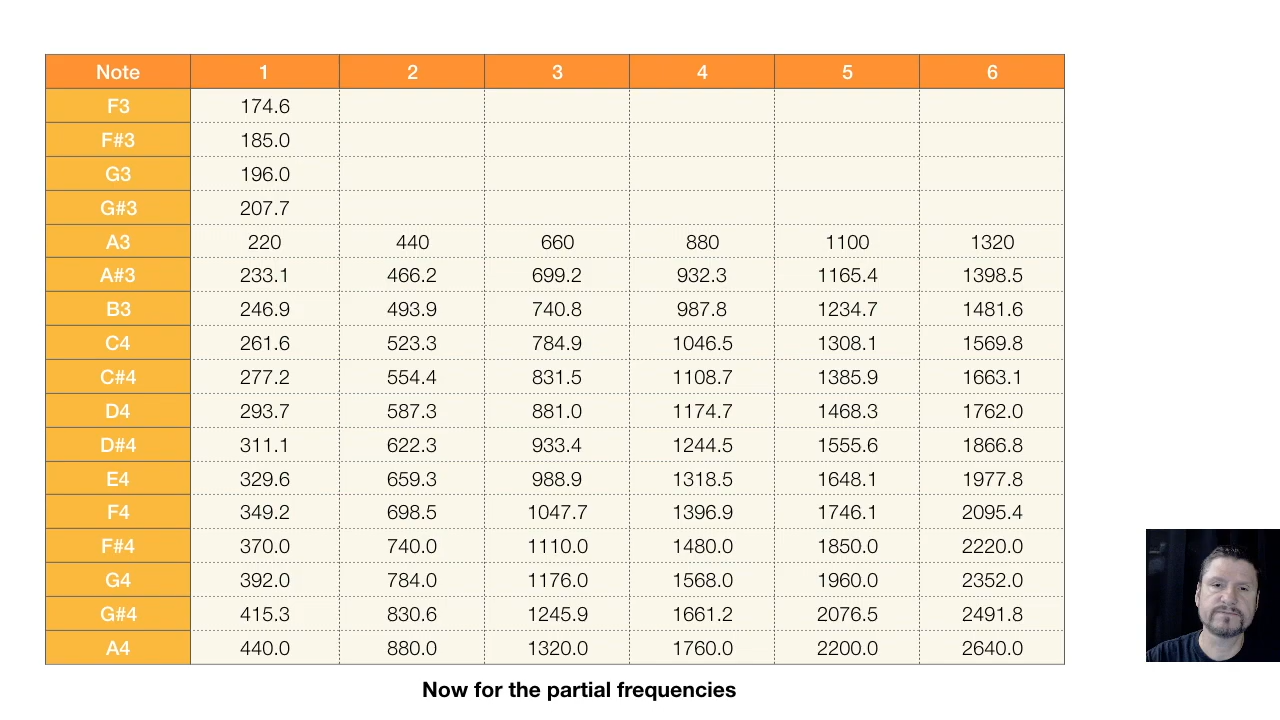 Note 1 2 3 4 5 6
F3 174.6
F#3 185.0
G3 196.0
G#3 207.7
A3 220 440 660 880 1100 1320
A#3 233.1 466.2 699.2 932.3 1165.4 1398.5
B3 246.9 493.9 740.8 987.8 1234.7 1481.6
C4 261.6 523.3 784.9 1046.5 1308.1 1569.8
C#4 277.2 554.4 831.5 1108.7 1385.9 1663.1
D4 293.7 587.3 881.0 1174.7 1468.3 1762.0
D#4 311.1 622.3 933.4 1244.5 1555.6 1866.8
E4 329.6 659.3 988.9 1318.5 1648.1 1977.8
F4 349.2 698.5 1047.7 1396.9 1746.1 2095.4
F#4 370.0 740.0 1110.0 1480.0 1850.0 2220.0
G4 392.0 784.0 1176.0 1568.0 1960.0 2352.0
G#4 415.3 830.6 1245.9 1661.2 2076.5 2491.8
A4 440.0 880.0 1320.0 1760.0 2200.0 2640.0
Now for the partial frequencies